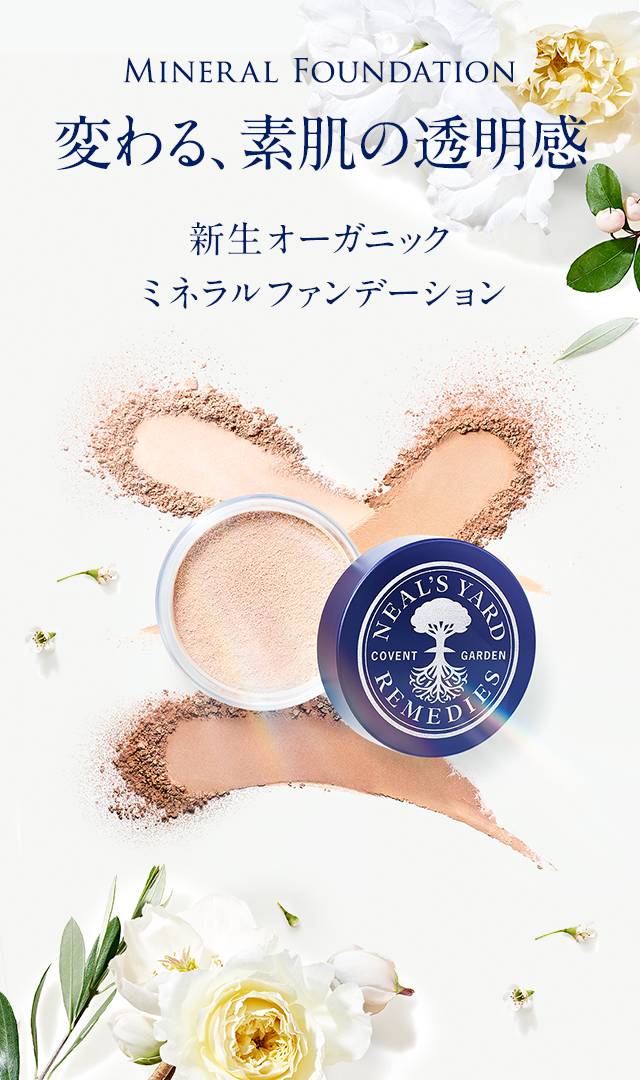 MINERAL FOUNDATION
変わる、素肌の透明感
新生オーガニック
ミネラルファンデーション
NEAL'S YARD
COVENT GARDEN
REMEDIES